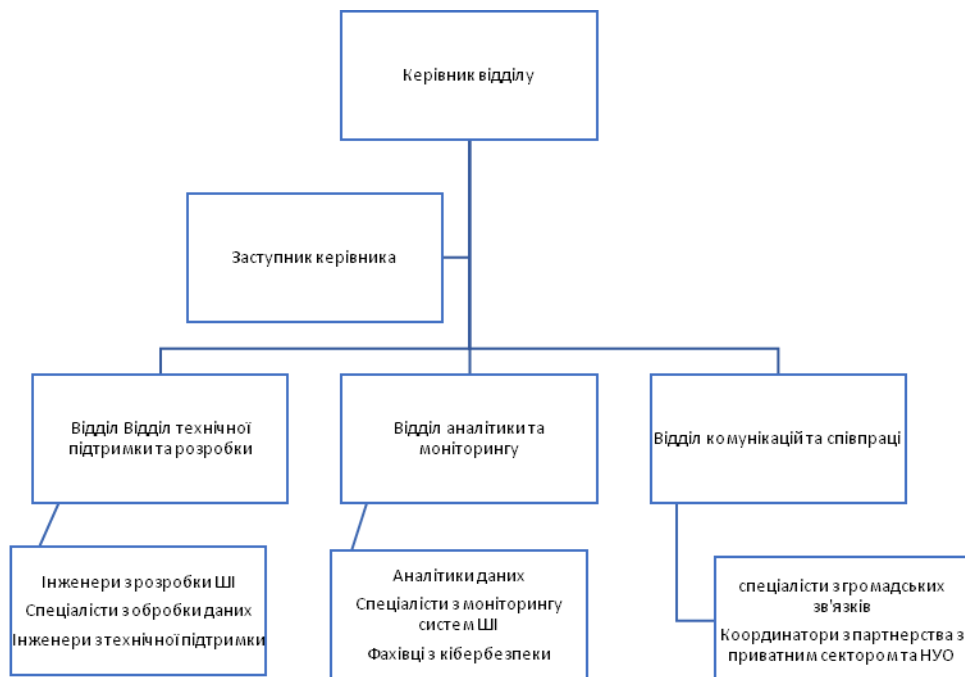 Керівник відділу
Заступник керівника
Відділ Відділ технічної
підтримки та розробки
Відділ аналітики та
моніторингу
Відділ комунікацій та співпраці
Інженери з розробки ШІ
Спеціалісти з обробки даних
Інженери з технічної підтримки
Аналітики даних
Спеціалісти з моніторингу
систем ШІ
Фахівці з кібербезпеки
спеціалісти з громадських
зв'язків
Координатори з партнерства з
приватним сектором та НУО